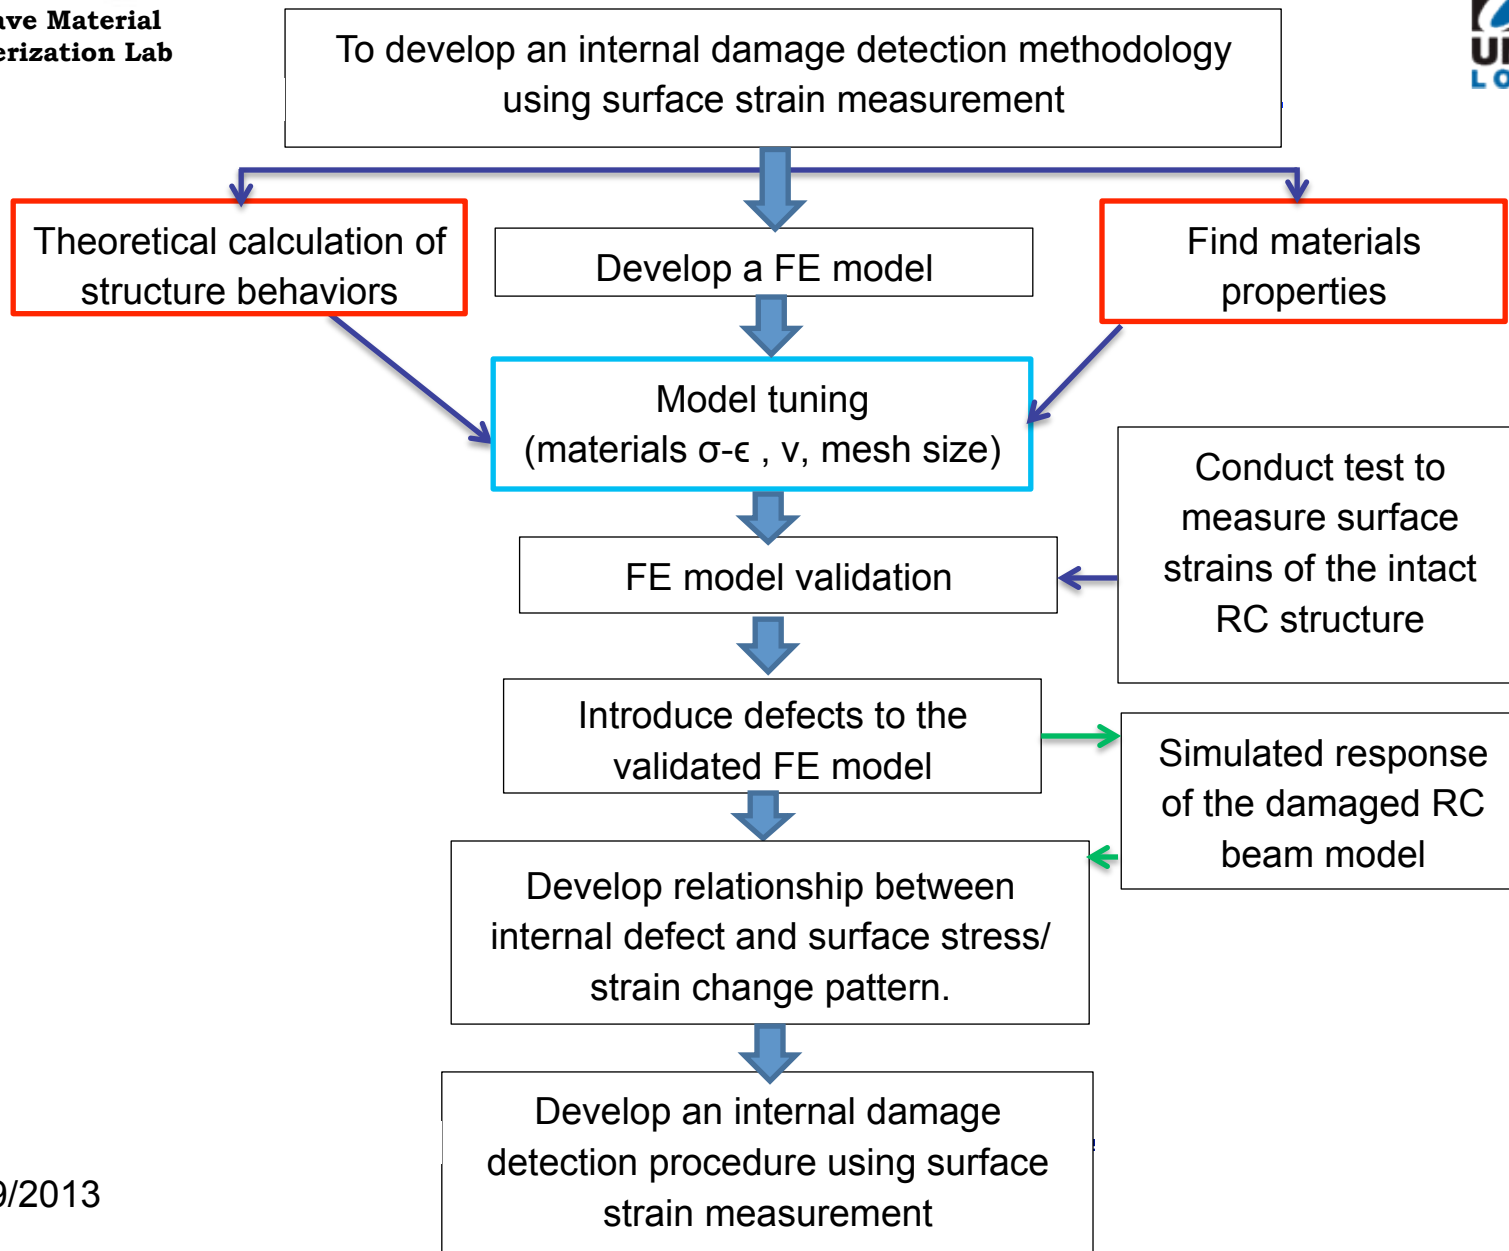 Material
Lab
To develop an internal damage detection methodology
using surface strain measurement
Theoretical calculation of
structure behaviors
Develop a FE model
Find materials
properties
Model tuning
(materials σ-ϵ , ν, mesh size)
Conduct test to
measure surface
strains of the intact
RC structure
FE model validation
Introduce defects to the
validated FE model
Simulated response
of the damaged RC
beam model
Develop relationship between
internal defect and surface stress/
strain change pattern.
Develop an internal damage
detection procedure using surface
strain measurement
9/2013